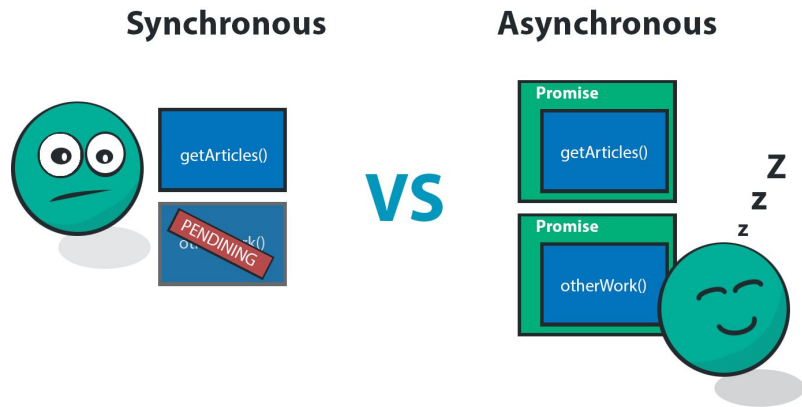 Synchronous
Asynchronous
getArticles()
PENDINING
VS
Promise
getArticles()
Promise
otherWork()
z
z
Z